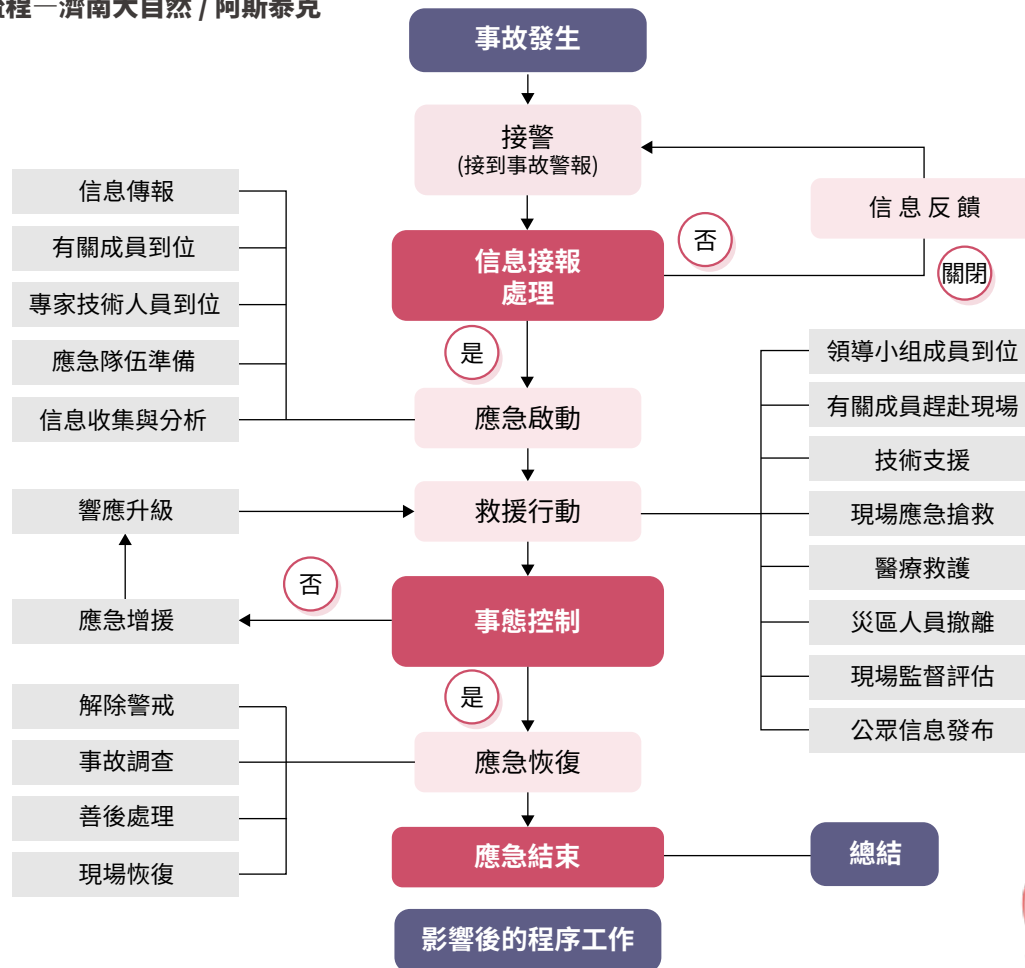 流程—濟南大自然 / 阿斯泰克
事故發生
接警
(接到事故警報)
信息反饋
信息傳報
有關成員到位
專家技術人員到位
應急隊伍準備
信息收集與分析
信息接報
處理
否
關閉
是
應急啟動
領導小组成員到位
有關成員趕赴現場
技術支援
現場應急搶救
醫療救護
災區人員撤離
現場監督評估
公眾信息發布
響應升級
救援行動
否
應急增援
事態控制
是
解除警戒
事故調查
善後處理
現場恢復
應急恢復
應急結束
總結
影響後的程序工作